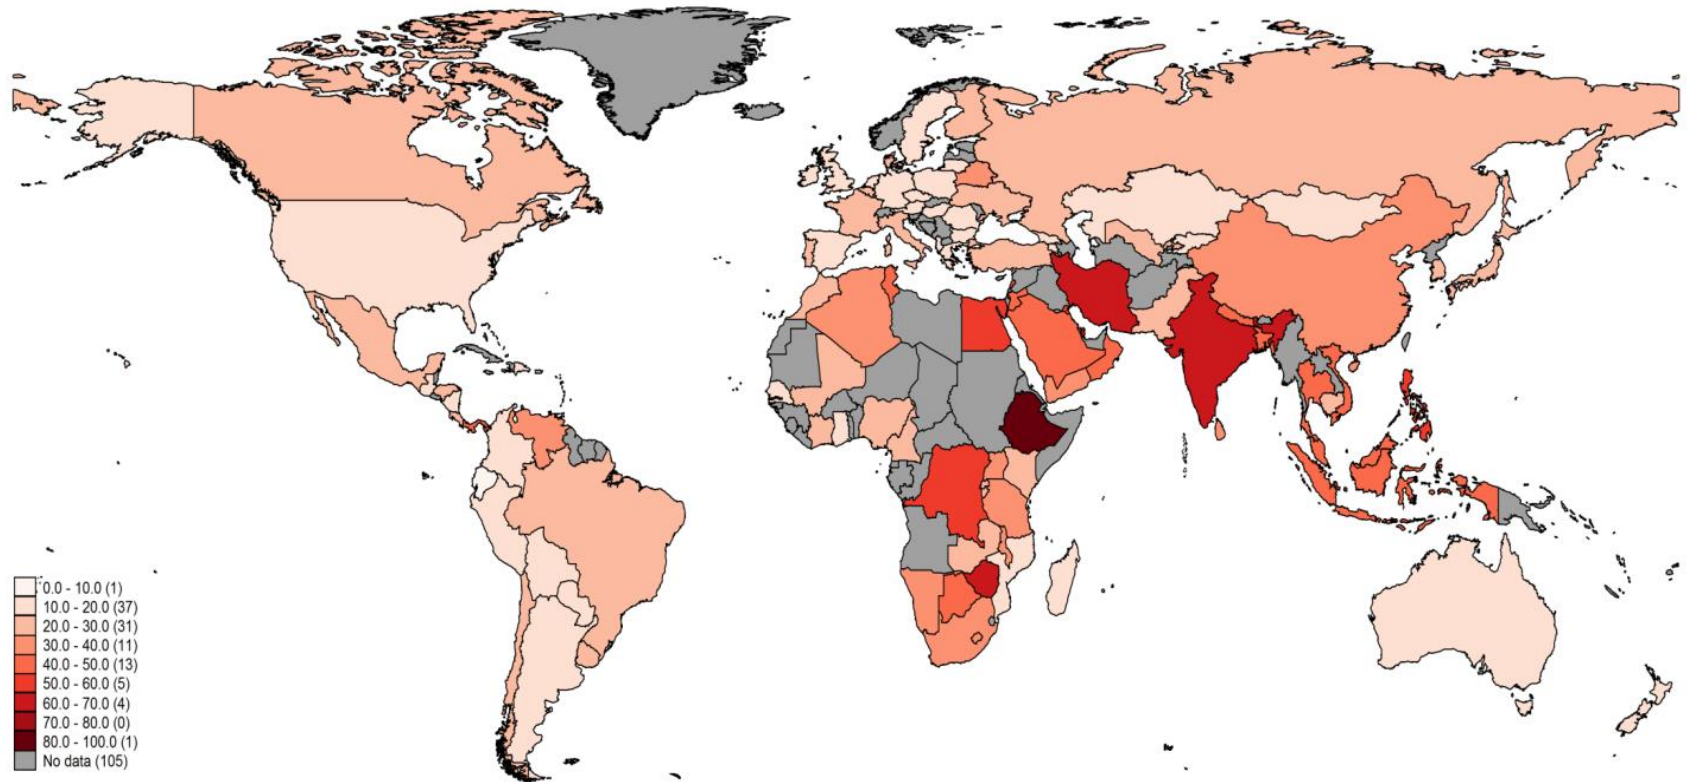 0.0 - 10.0 (1)
10.0 - 20.0 (37)
20.0 - 30.0 (31)
30.0 - 40.0 (11)
40.0 - 50.0 (13)
50.0 - 60.0 (5)
60.0 - 70.0 (4)
70.0 - 80.0 (0)
80.0 - 100.0 (1)
No data (105)